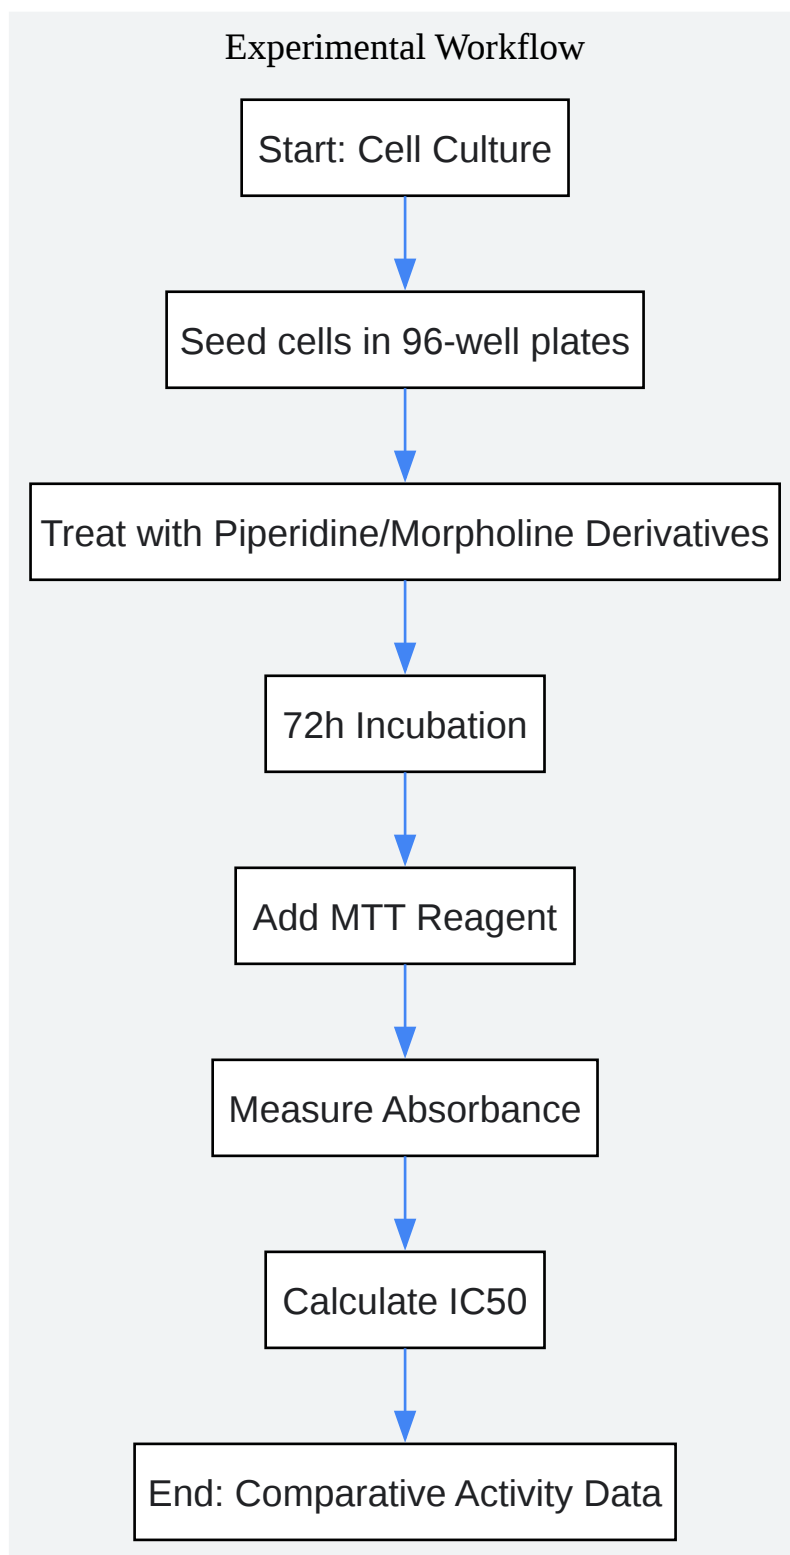 Experimental Workflow
Start: Cell Culture
Seed cells in 96-well plates
Treat with Piperidine/Morpholine Derivatives
72h Incubation
Add MTT Reagent
Measure Absorbance
Calculate IC50
End: Comparative Activity Data